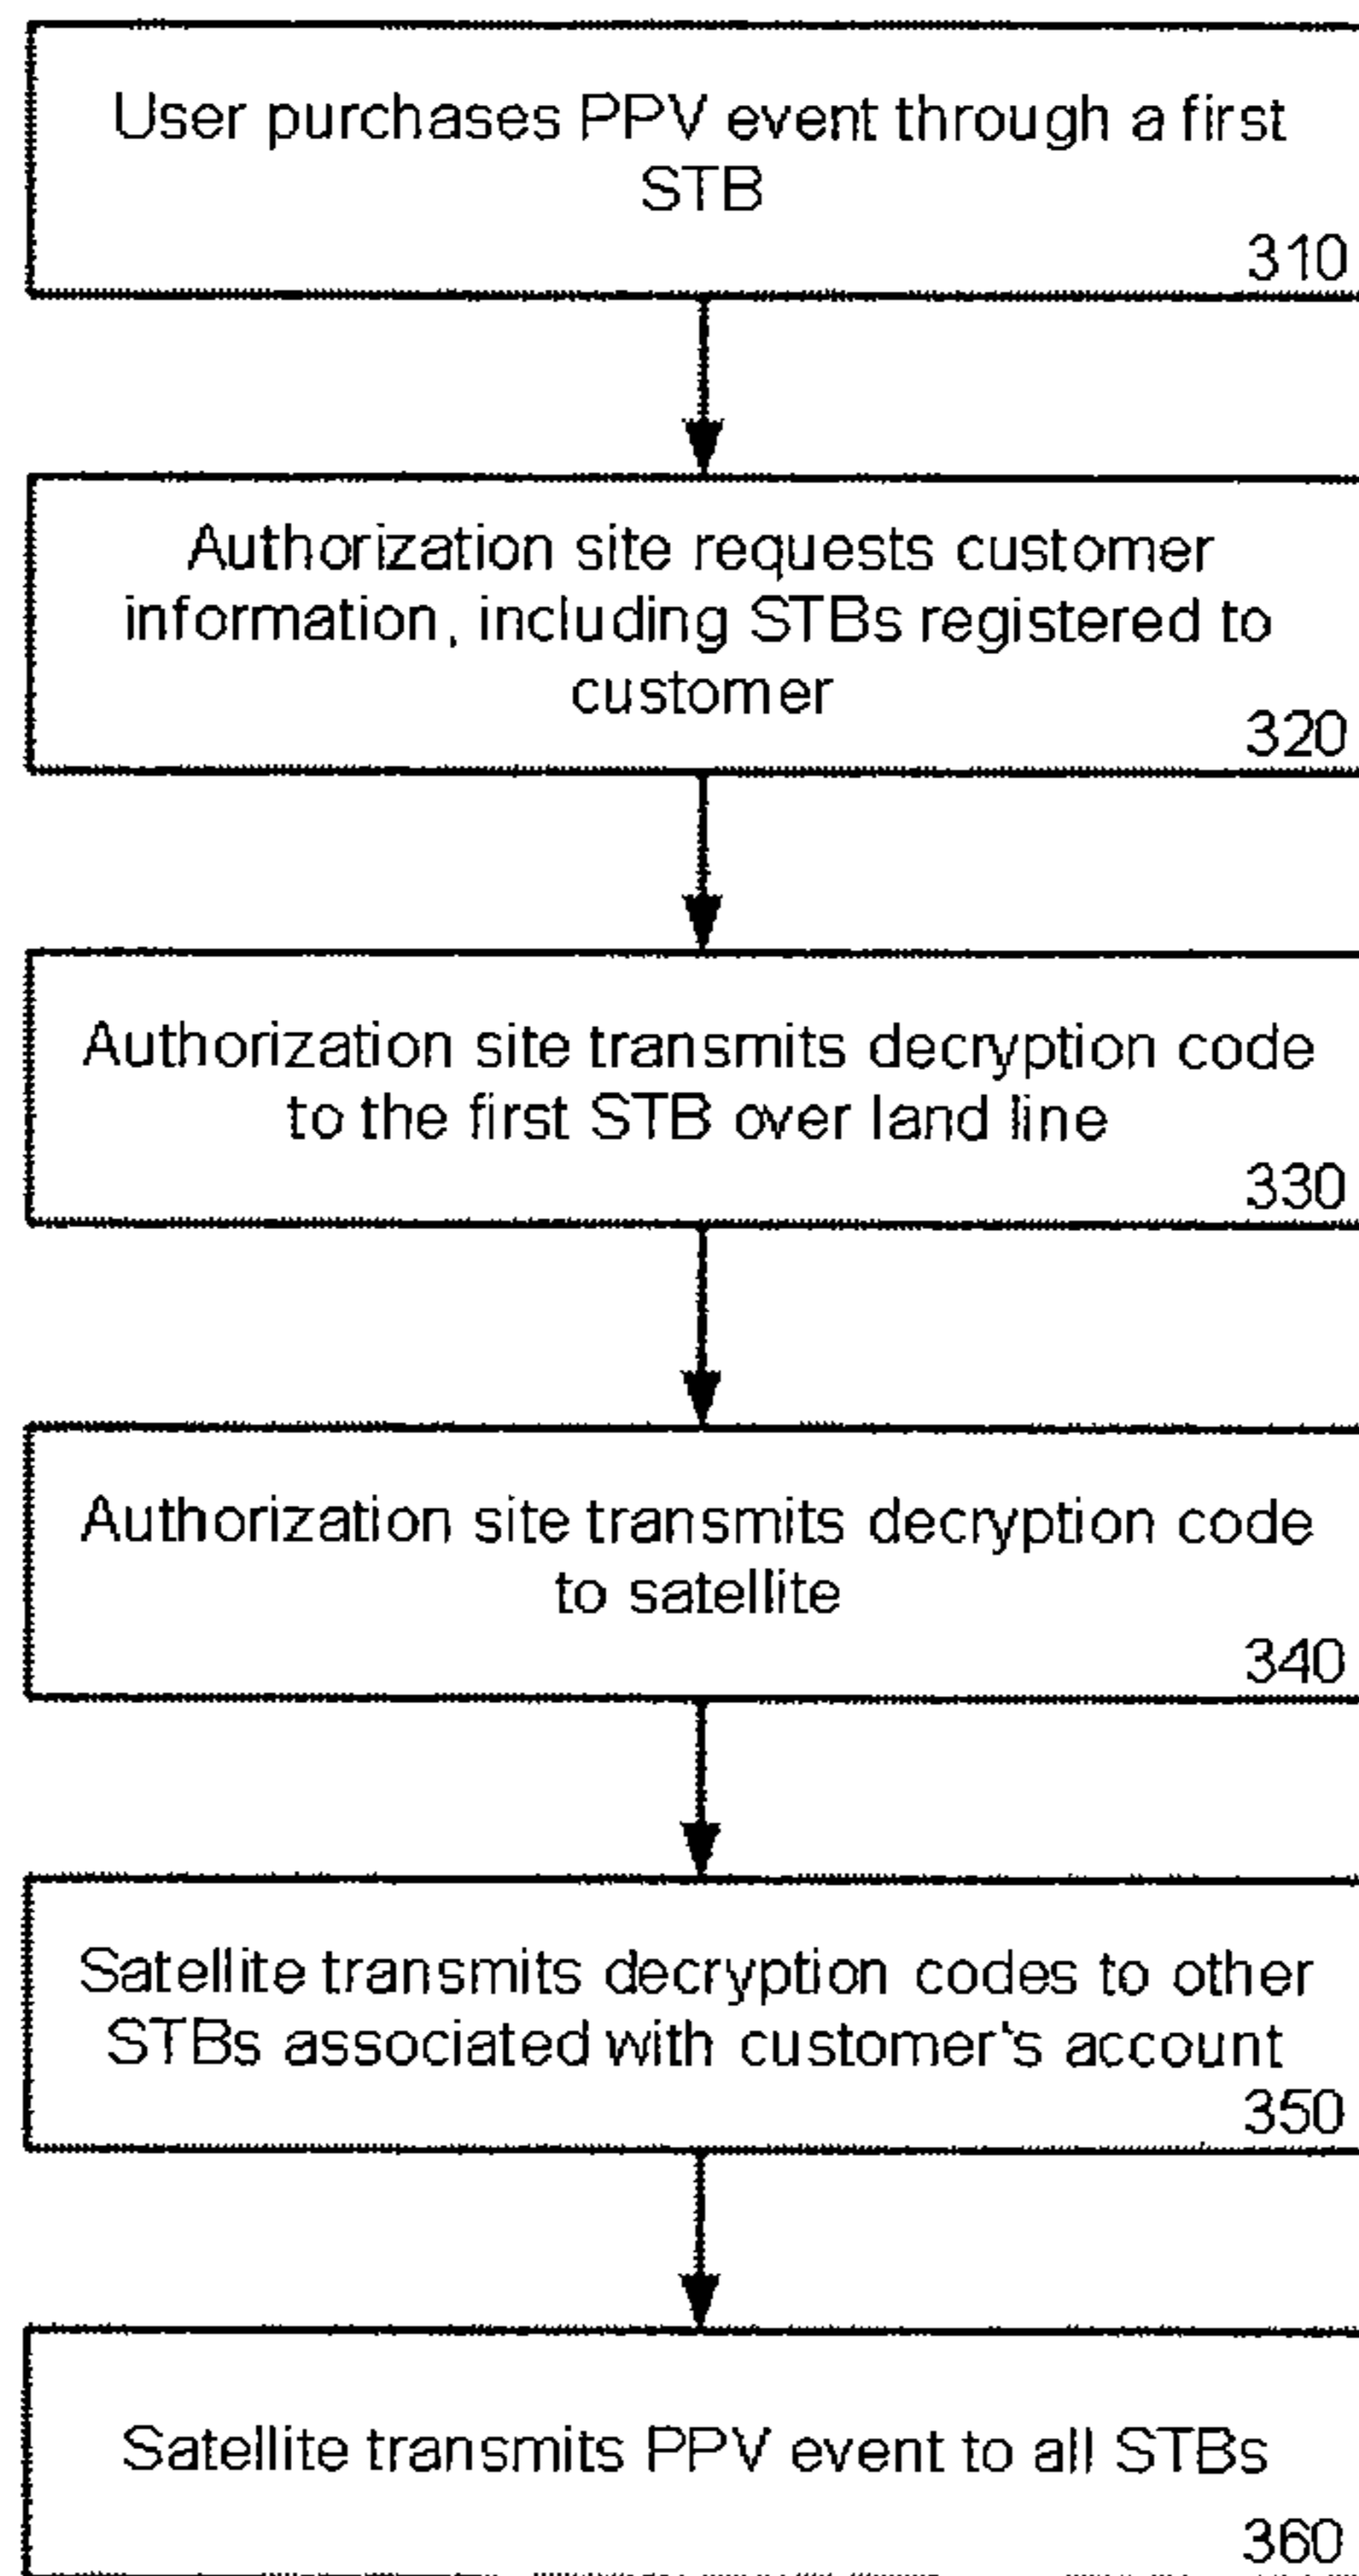 User purchases PPV event through a first
STB
310
Authorization site requests customer
information, including STBs registered to
customer
320
Authorization site transmits decryption code
to the first STB over land line
330
Authorization site transmits decryption code
to satellite
340
Satellite transmits decryption codes to other
STBs associated with customer's account
350
Satellite transmits PPV event to all STBs
360